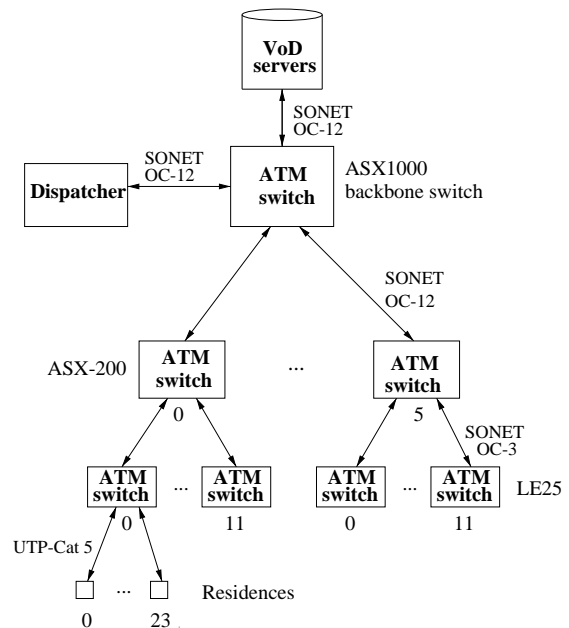 VoD
servers
SONET
OC-12
SONET
OC-12
Dispatcher
ATM
switch
ASX1000
backbone switch
SONET
OC-12
ASX-200
ATM
switch
0
...
ATM
switch
5
SONET
OC-3
ATM
switch
0
...
ATM
switch
11
ATM
switch
0
...
ATM
switch
11
LE25
UTP-Cat 5
...
Residences
0
23